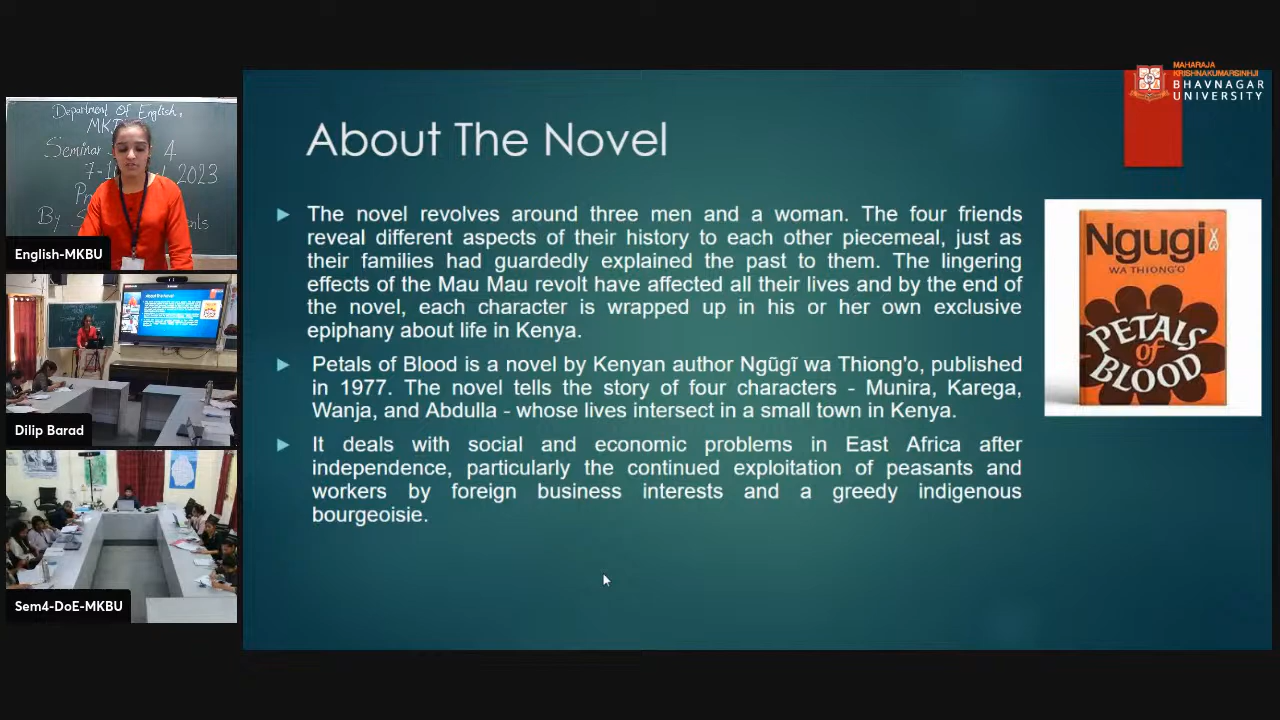 MAHARAJA
KRISHNAKUMARSINHJI
BHAVNAGAR
UNIVERSITY
Department Of English,
Seminar
4
2023
By
English-MKBU
About The Novel
Dilip Barad
Sem4-DoE-MKBU
About The Novel
The novel revolves around three men and a woman. The four friends
reveal different aspects of their history to each other piecemeal, just as
their families had guardedly explained the past to them. The lingering
effects of the Mau Mau revolt have affected all their lives and by the end of
the novel, each character is wrapped up in his or her own exclusive
epiphany about life in Kenya.
Petals of Blood is a novel by Kenyan author Ngũgĩ wa Thiong'o, published
in 1977. The novel tells the story of four characters - Munira, Karega,
Wanja, and Abdulla - whose lives intersect in a small town in Kenya.
It deals with social and economic problems in East Africa after
independence, particularly the continued exploitation of peasants and
workers by foreign business interests and a greedy indigenous
bourgeoisie.
Ngugi
WA THIONG'O
PETALS
of
BLOOD